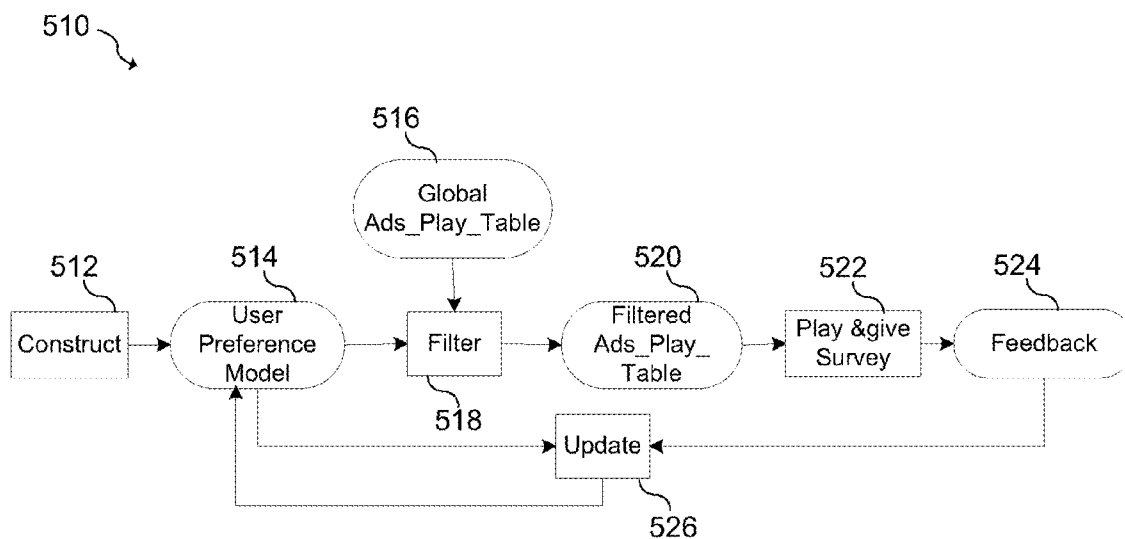 510
516
Global
Ads_Play_Table
512
514
520
522
524
Construct
User
Preference
Model
Filter
Filtered
Ads_Play_
Table
Play &give
Survey
Feedback
518
Update
526